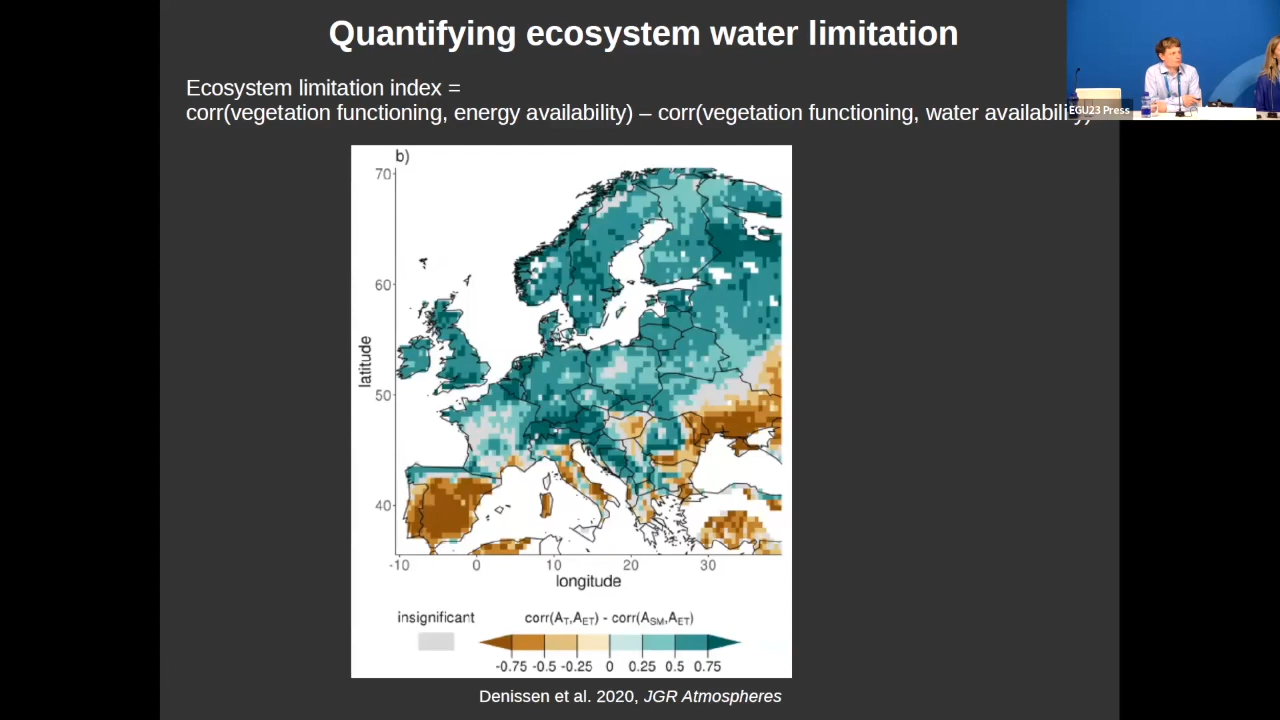 Quantifying ecosystem water limitation
Ecosystem limitation index =
corr(vegetation functioning, energy availability) – corr(vegetation functioning, water availability)
EGU23 Press
b)
70
60
50
40
latitude
-10 0 10 20 30
longitude
insignificant
corr(A_T,A_ET) - corr(A_SM,A_ET)
-0.75 -0.5 -0.25 0 0.25 0.5 0.75
Denissen et al. 2020, JGR Atmospheres